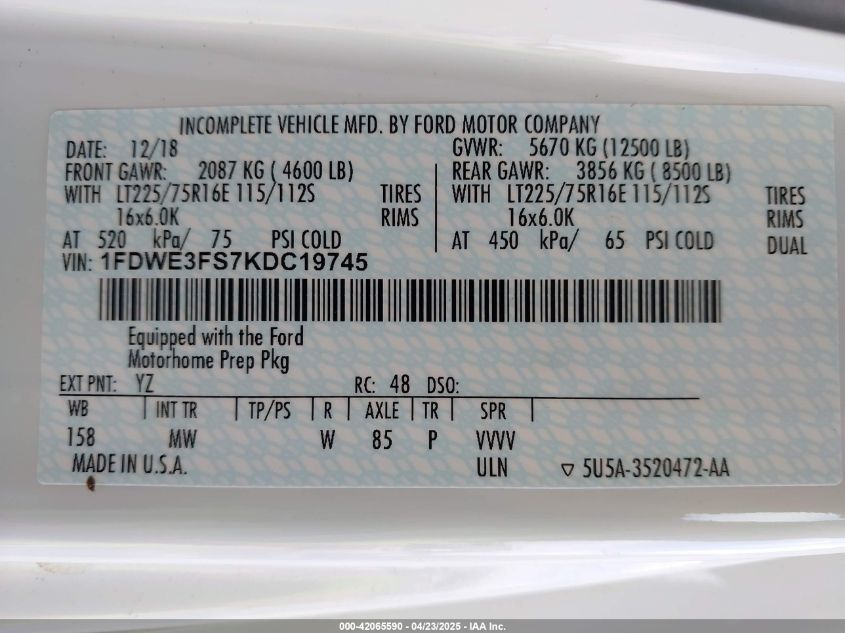 INCOMPLETE VEHICLE MFD. BY FORD MOTOR COMPANY
DATE: 12/18 GVWR: 5670 KG (12500 LB)
FRONT GAWR: 2087 KG ( 4600 LB) REAR GAWR: 3856 KG ( 8500 LB)
WITH LT225/75R16E 115/112S TIRES WITH LT225/75R16E 115/112S TIRES
16x6.0K RIMS 16x6.0K RIMS
AT 520 kPa/ 75 PSI COLD AT 450 kPa/ 65 PSI COLD DUAL
VIN: 1FDWE3FS7KDC19745
Equipped with the Ford
Motorhome Prep Pkg
EXT PNT: YZ RC: 48 DSO:
WB INT TR TP/PS R AXLE TR SPR
158 MW W 85 P VVVV
MADE IN U.S.A. ULN ▽ 5U5A-3520472-AA
000-42065590 - 04/23/2025 - IAA Inc.